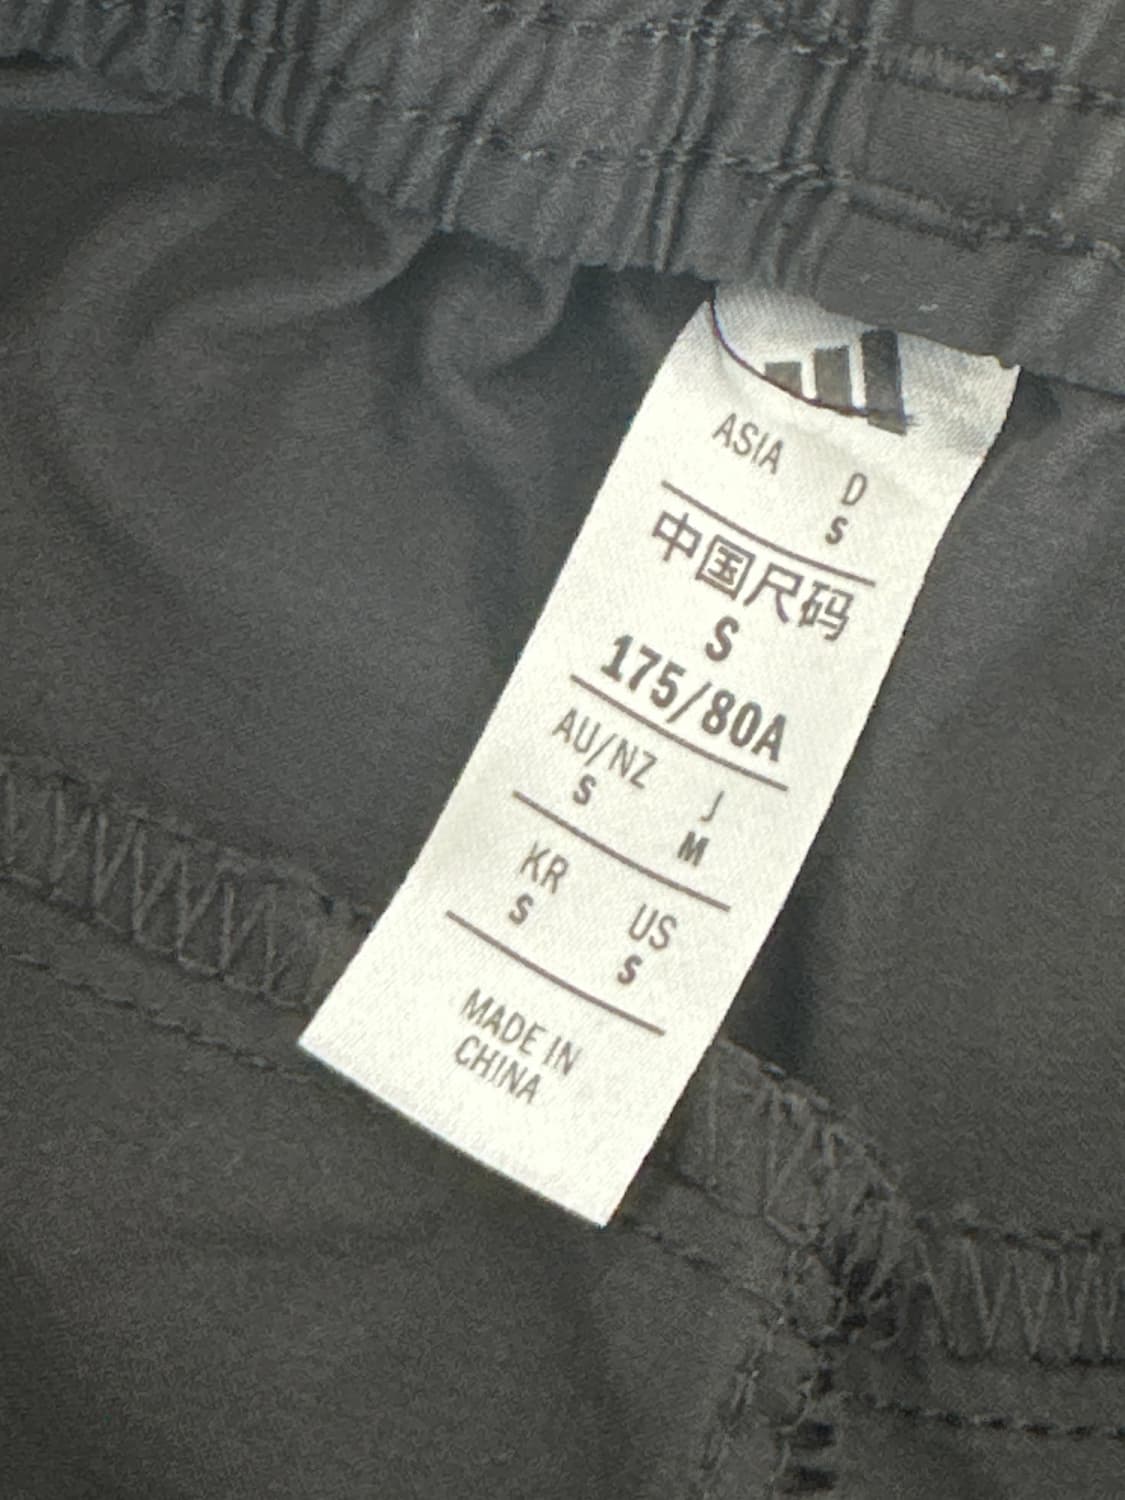 ASIA D
S
中国尺码
S
175/80A
AU/NZ J
S M
KR US
S S
MADE IN
CHINA